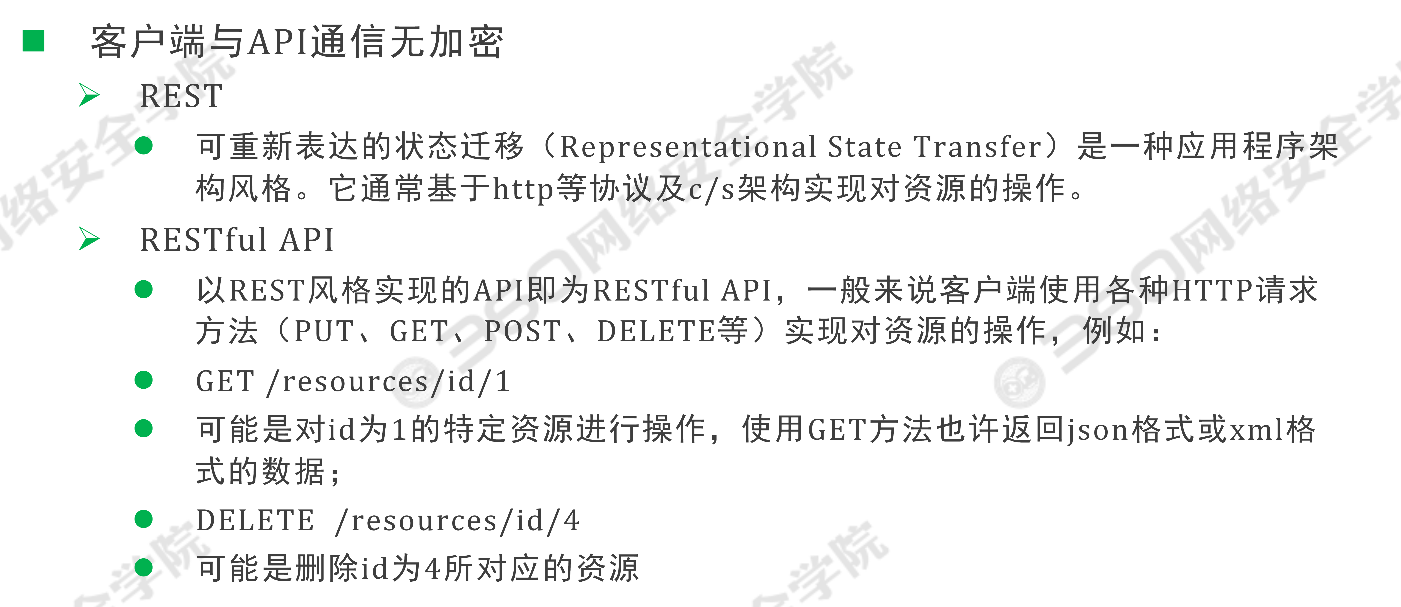 客户端与API通信无加密
REST
可重新表达的状态迁移（Representational State Transfer）是一种应用程序架
构风格。它通常基于http等协议及c/s架构实现对资源的操作。
RESTful API
以REST风格实现的API即为RESTful API，一般来说客户端使用各种HTTP请求
方法（PUT、GET、POST、DELETE等）实现对资源的操作，例如：
GET /resources/id/1
可能是对id为1的特定资源进行操作，使用GET方法也许返回json格式或xml格
式的数据；
DELETE /resources/id/4
可能是删除id为4所对应的资源
360网络安全学院